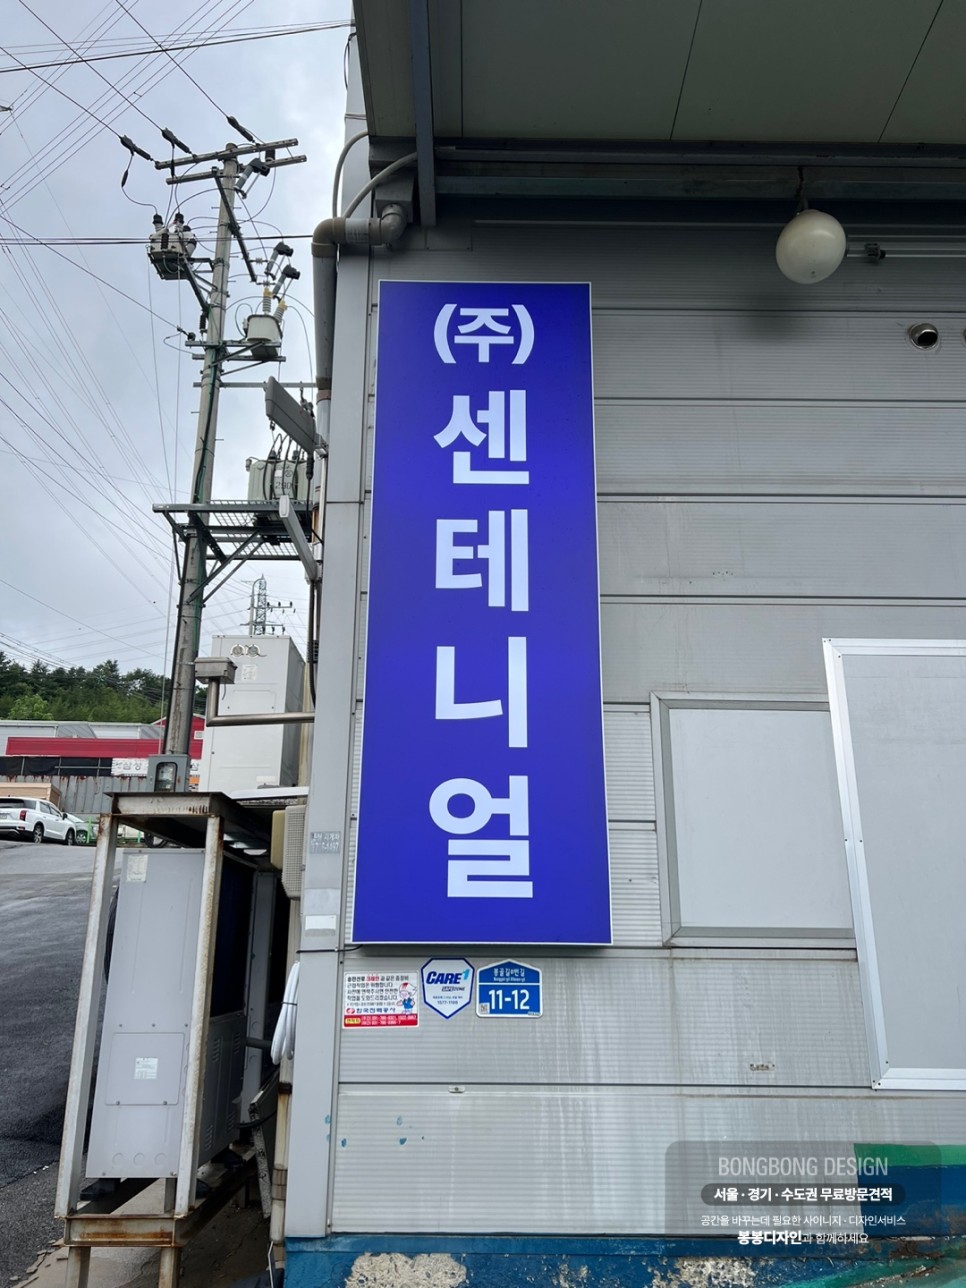 (주)
센
테
니
얼
CARE1
11-12
BONGBONG DESIGN
서울 · 경기 · 수도권 무료방문견적
공간을 바꾸는데 필요한 사이니지 · 디자인서비스
봉봉디자인과 함께하세요